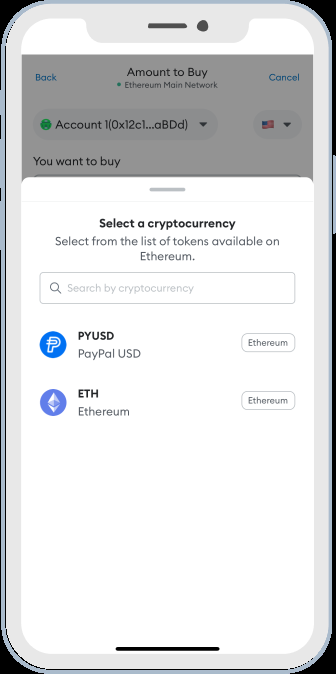 Back
Amount to Buy
Cancel
Ethereum Main Network
Account 1(0x12c1...aBDd)
You want to buy
Select a cryptocurrency
Select from the list of tokens available on
Ethereum.
Search by cryptocurrency
PYUSD
Ethereum
PayPal USD
ETH
Ethereum
Ethereum